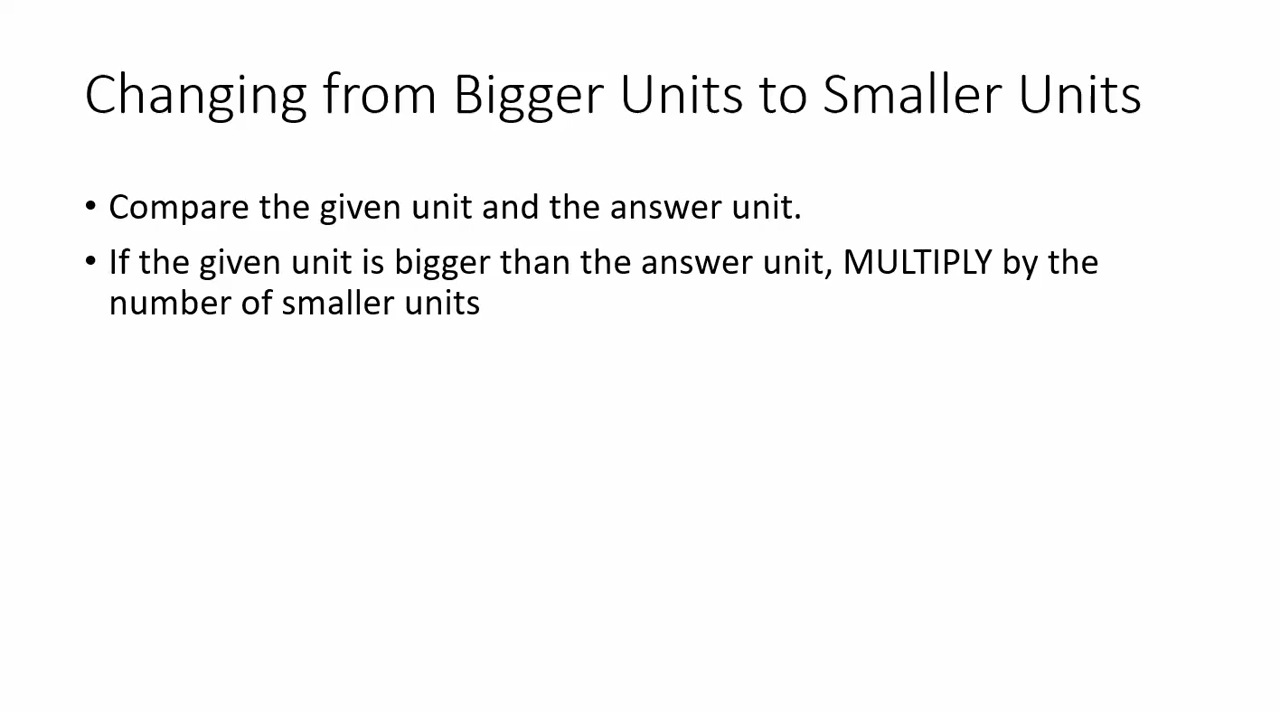 Changing from Bigger Units to Smaller Units
• Compare the given unit and the answer unit.
• If the given unit is bigger than the answer unit, MULTIPLY by the
number of smaller units